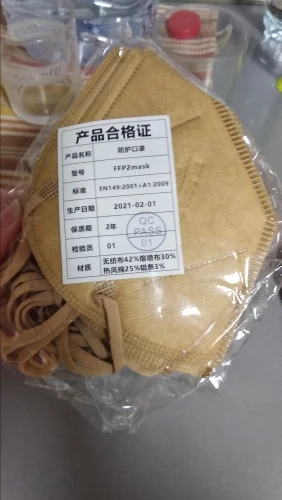 产品合格证
产品名称 防护口罩
型号 FFP2mask
标准 EN149:2001+A1:2009
生产日期 2021-02-01
保质期 2年
检验员 01
QC
PASS
01
材质 无纺布42%熔喷布30%
热风棉25%铝条3%